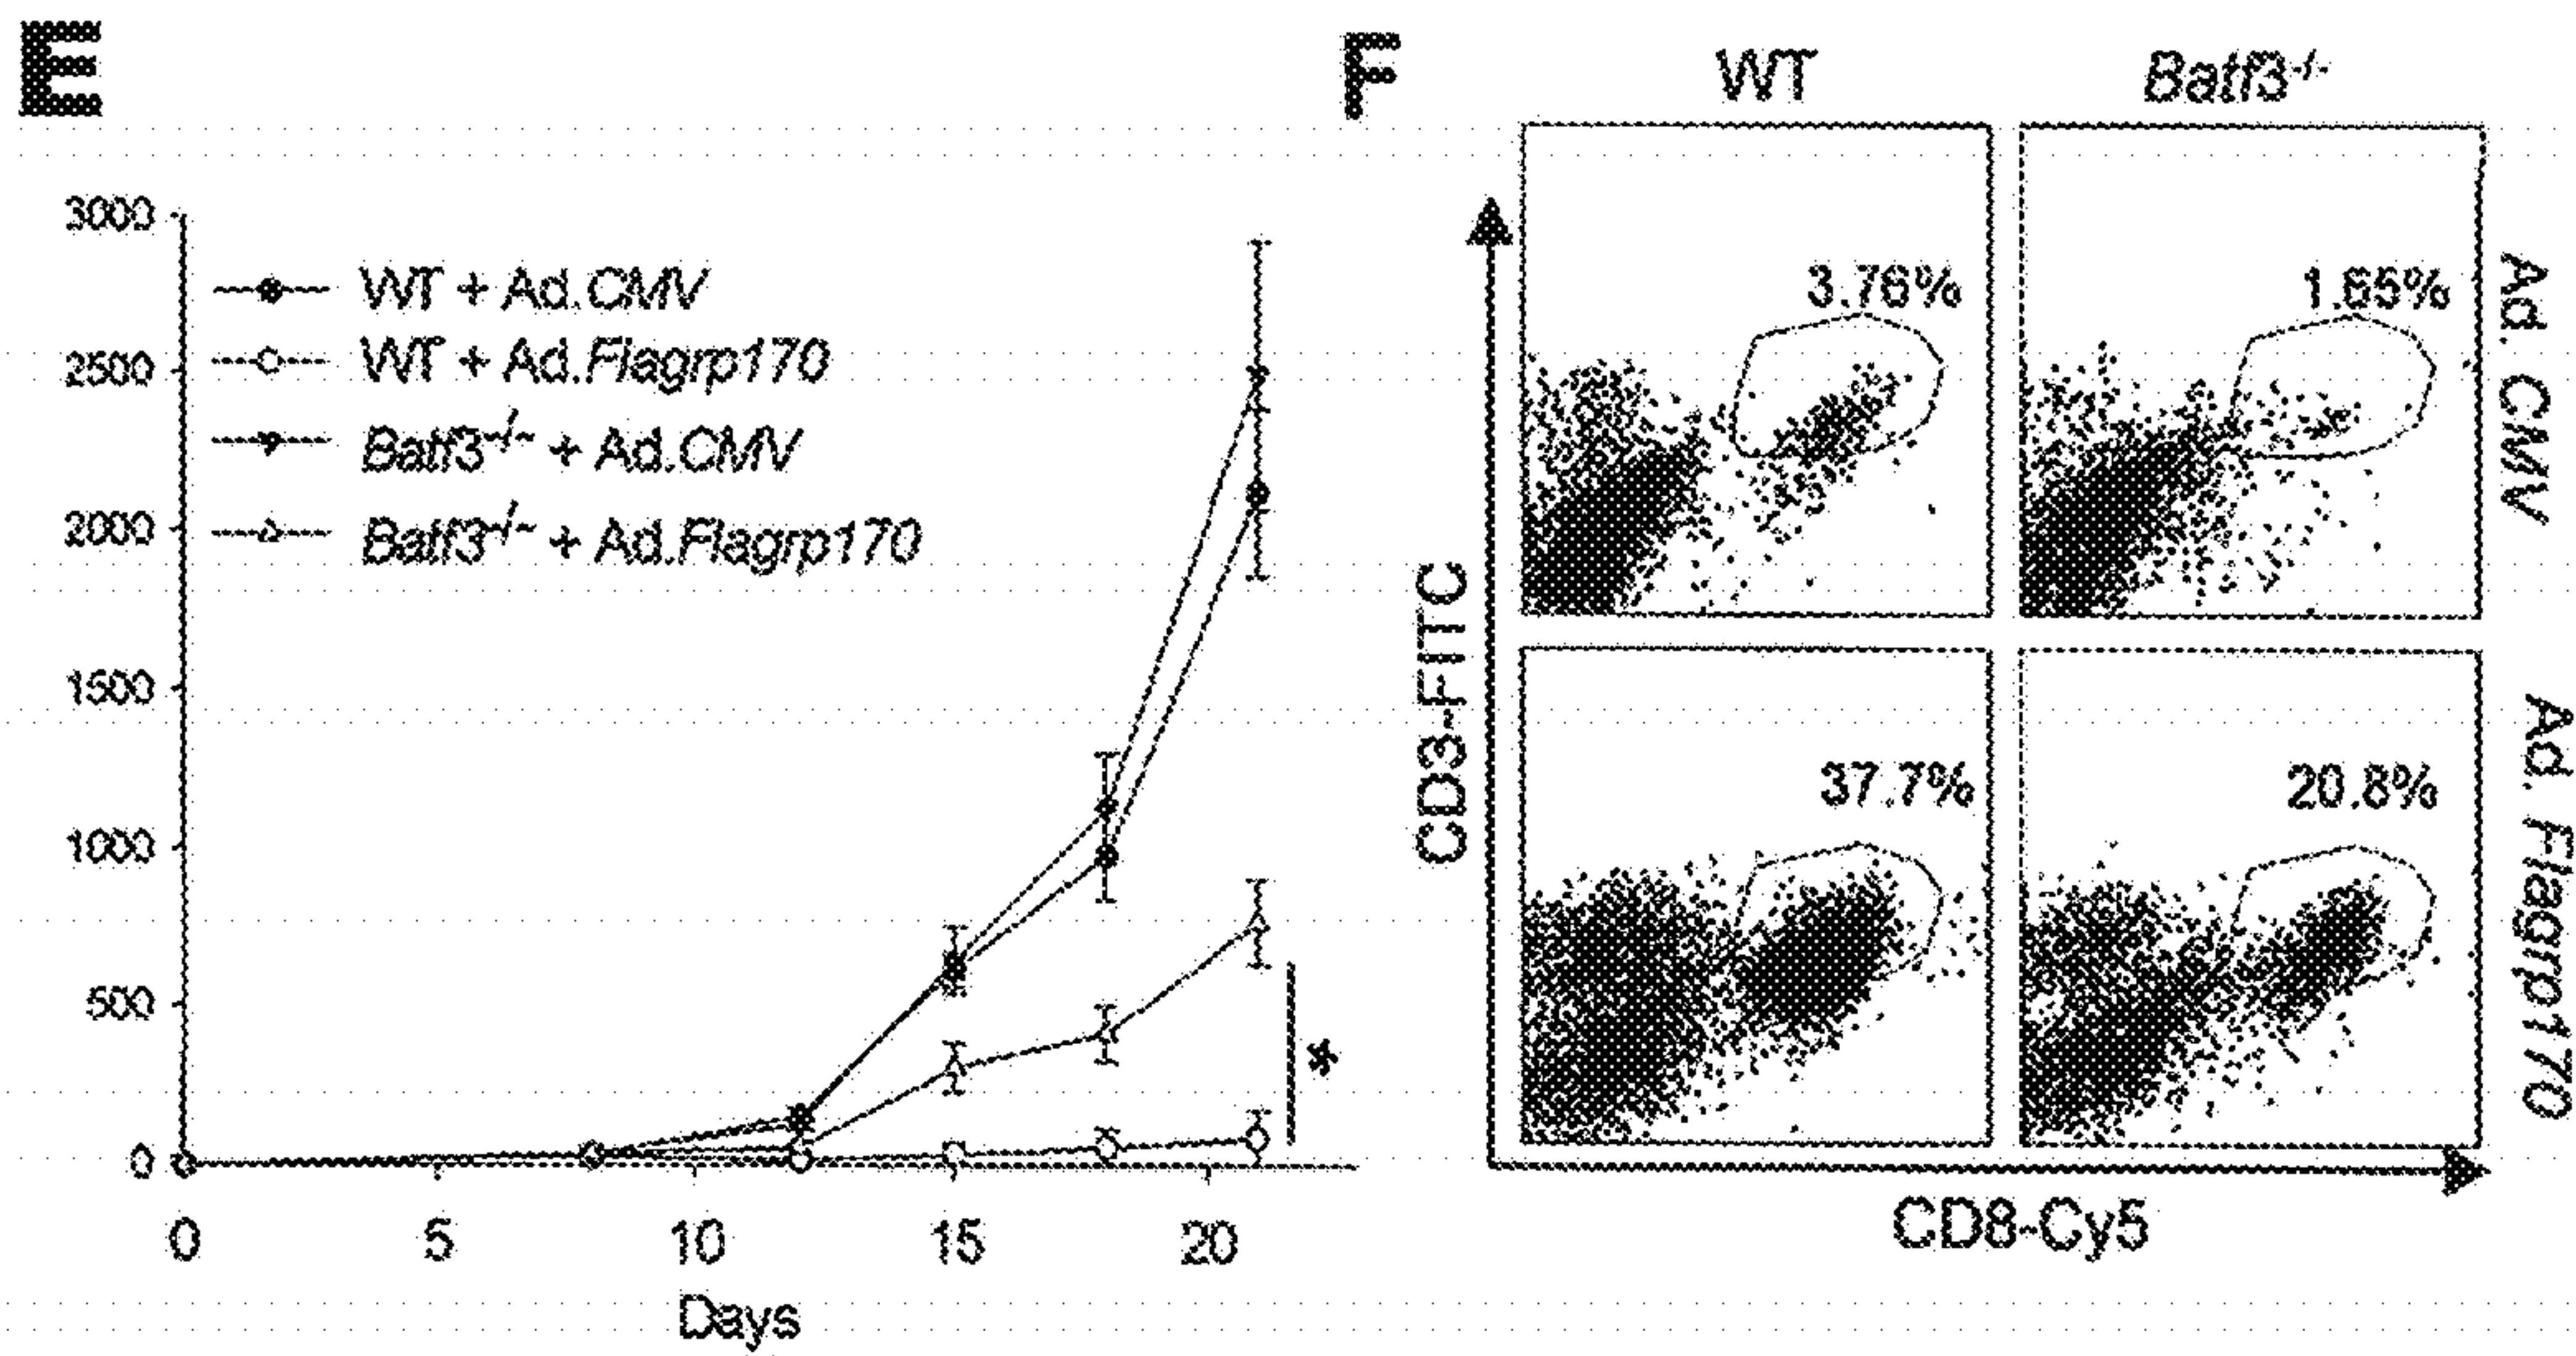 E
3000
2500
2000
1500
1000
500
0
WT + Ad.CMV
WT + Ad.Flagrp170
Batf3-/- + Ad.CMV
Batf3-/- + Ad.Flagrp170
*
0 5 10 15 20
Days
F
WT Batf3-/-
3.76% 1.65%
Ad. CMV
37.7% 20.8%
Ad. Flagrp170
CD3-FITC
CD8-Cy5